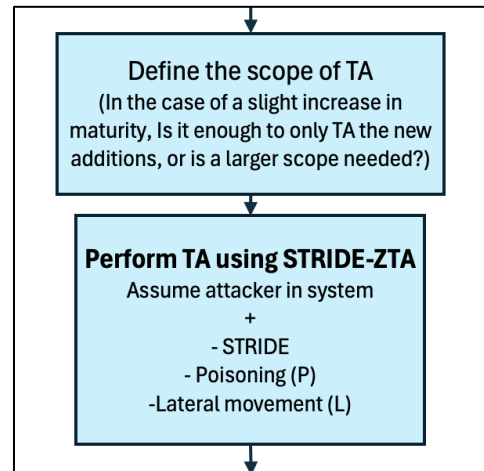 Define the scope of TA
(In the case of a slight increase in
maturity, Is it enough to only TA the new
additions, or is a larger scope needed?)
Perform TA using STRIDE-ZTA
Assume attacker in system
+
- STRIDE
- Poisoning (P)
-Lateral movement (L)